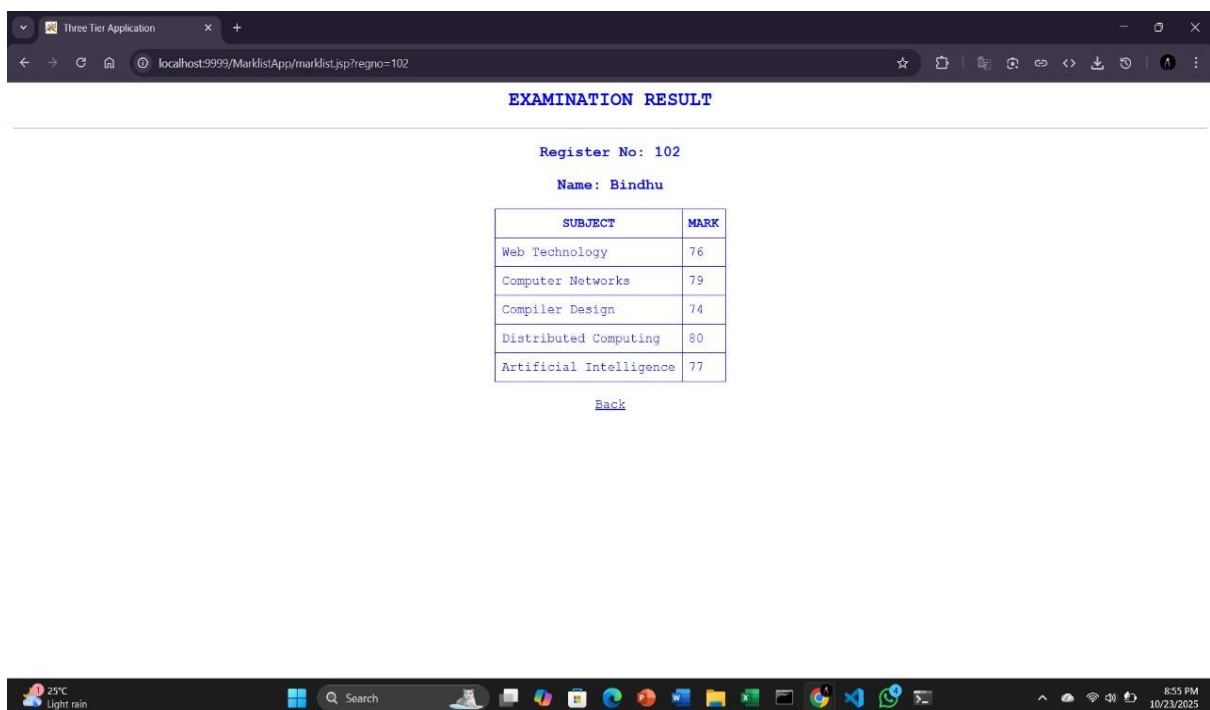 Three Tier Application
localhost:9999/MarklistApp/marklist.jsp?regno=102
EXAMINATION RESULT
Register No: 102
Name: Bindhu
SUBJECT MARK
Web Technology 76
Computer Networks 79
Compiler Design 74
Distributed Computing 80
Artificial Intelligence 77
Back
1
25°C
Light rain
Search
4
8:55 PM
10/23/2025